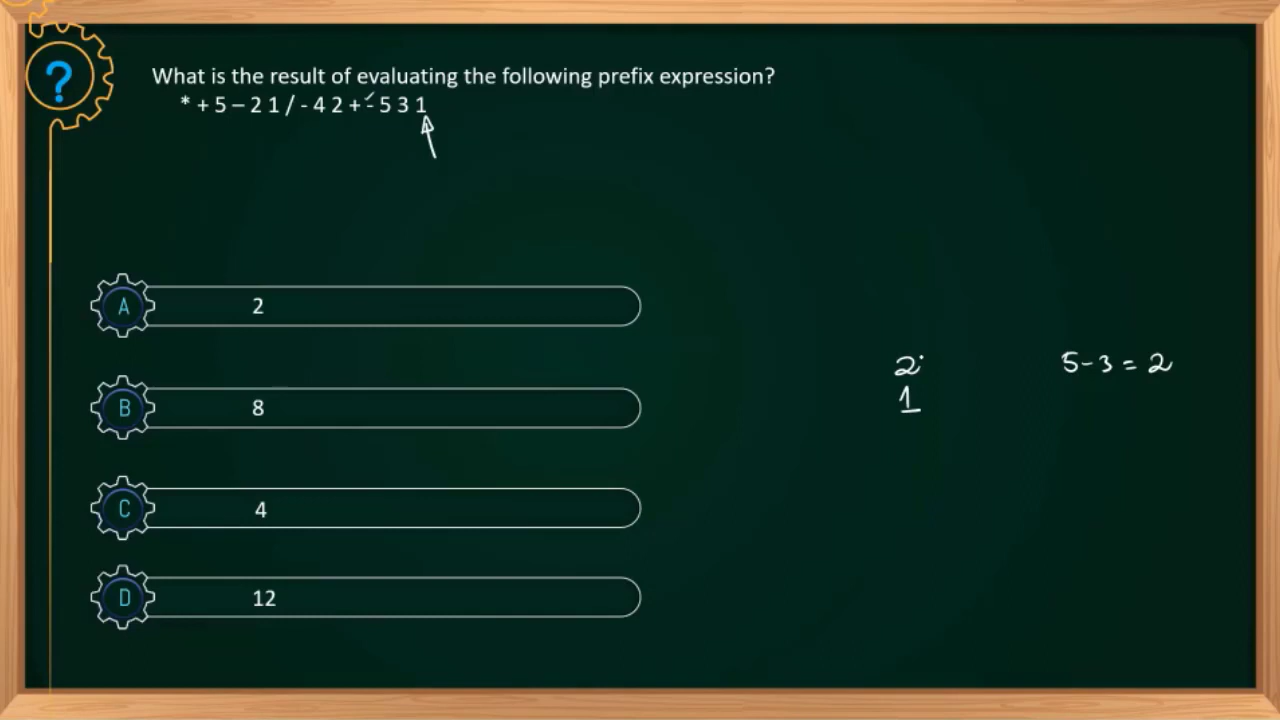 ?
What is the result of evaluating the following prefix expression?
* + 5 – 2 1 / - 4 2 + - 5 3 1
A 2
2 5-3=2
1
B 8
C 4
D 12